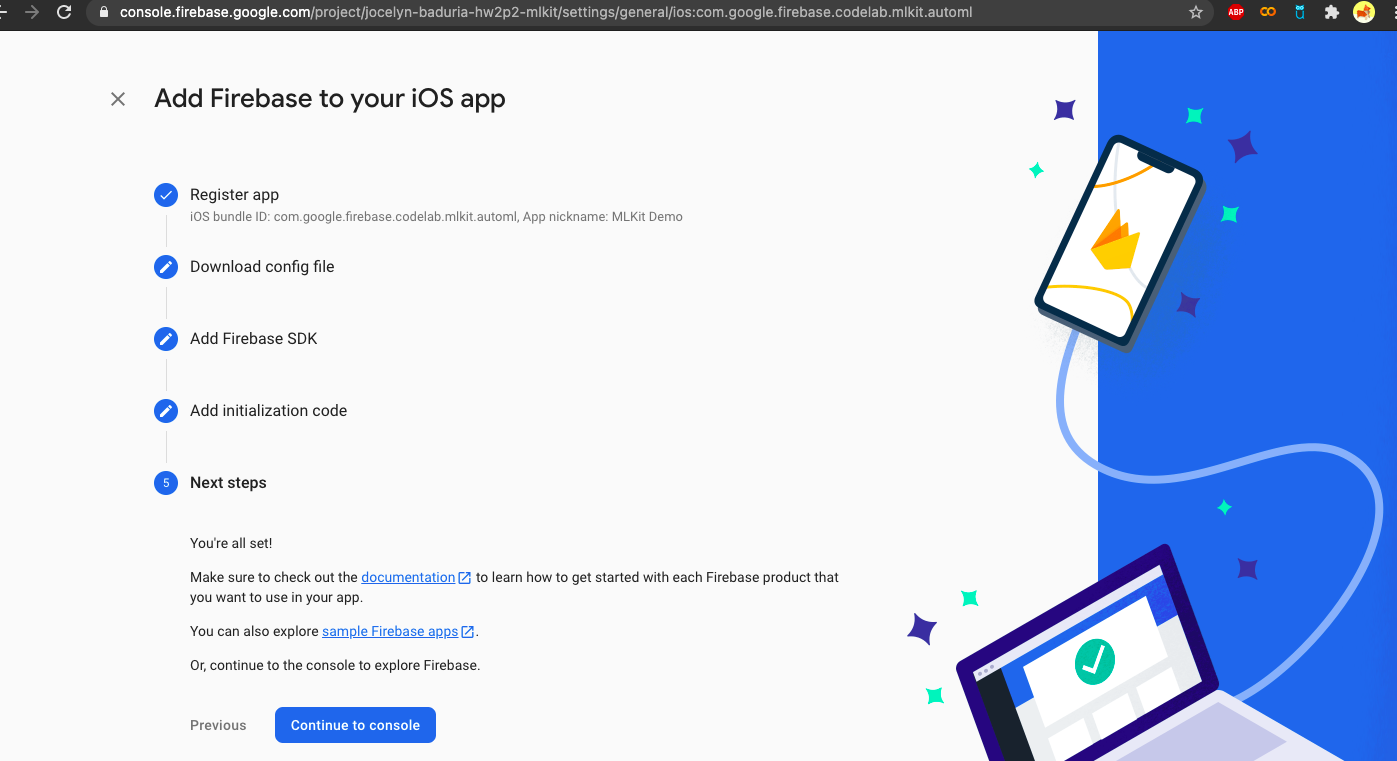 console.firebase.google.com/project/jocelyn-baduria-hw2p2-mlkit/settings/general/ios:com.google.firebase.codelab.mlkit.automl
ABP
Add Firebase to your iOS app
Register app
iOS bundle ID: com.google.firebase.codelab.mlkit.automl, App nickname: MLKit Demo
Download config file
Add Firebase SDK
Add initialization code
5 Next steps
You're all set!
Make sure to check out the documentation to learn how to get started with each Firebase product that
you want to use in your app.
You can also explore sample Firebase apps.
Or, continue to the console to explore Firebase.
Previous Continue to console